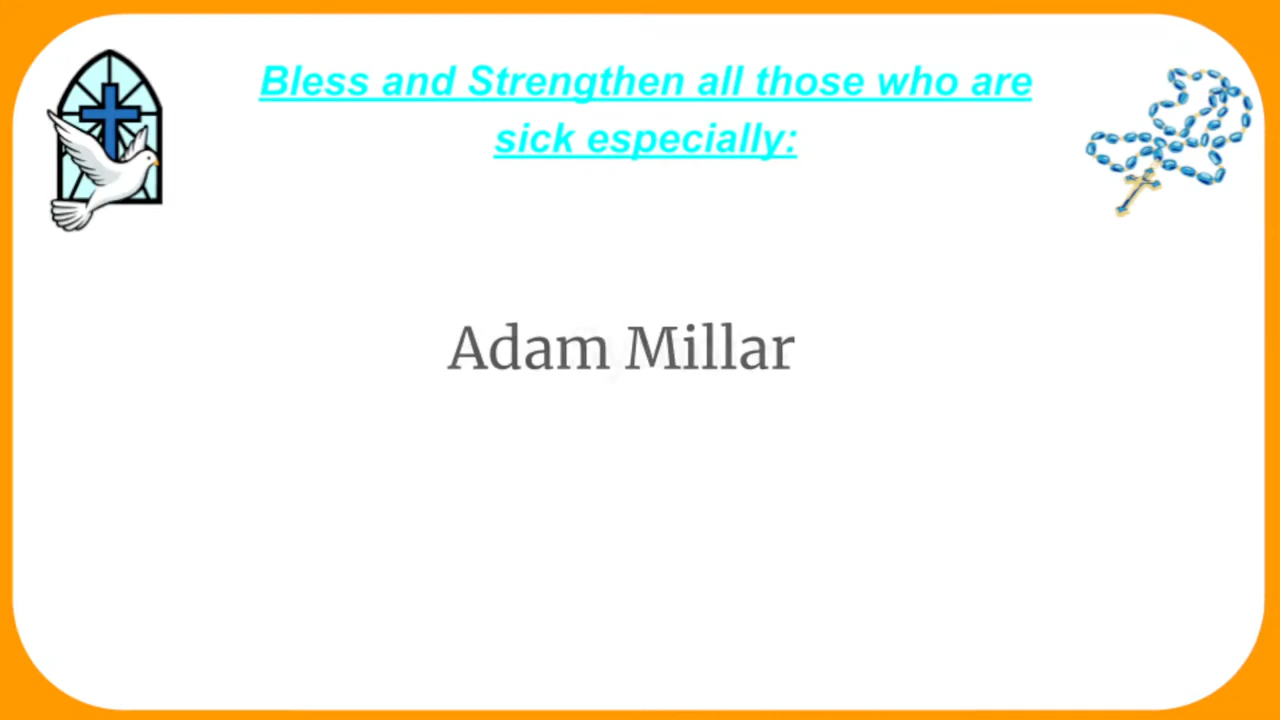 Bless and Strengthen all those who are
sick especially:
Adam Millar